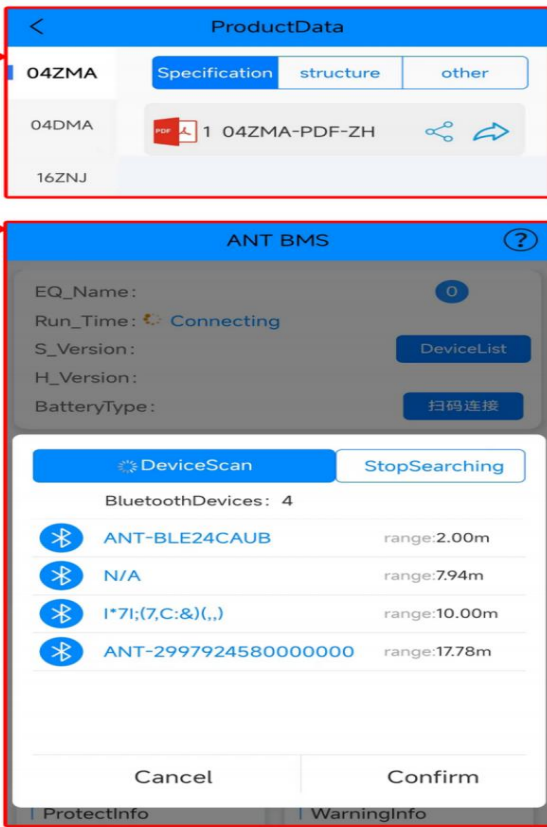 ProductData
04ZMA
Specification structure other
04DMA
PDF 1 04ZMA-PDF-ZH
16ZNJ
ANT BMS ?
EQ_Name: 0
Run_Time: Connecting
S_Version: DeviceList
H_Version:
BatteryType: 扫码连接
DeviceScan StopSearching
BluetoothDevices: 4
ANT-BLE24CAUB range:2.00m
N/A range:7.94m
I*7I;(7,C:&)(,,) range:10.00m
ANT-2997924580000000 range:17.78m
Cancel Confirm
ProtectInfo WarningInfo